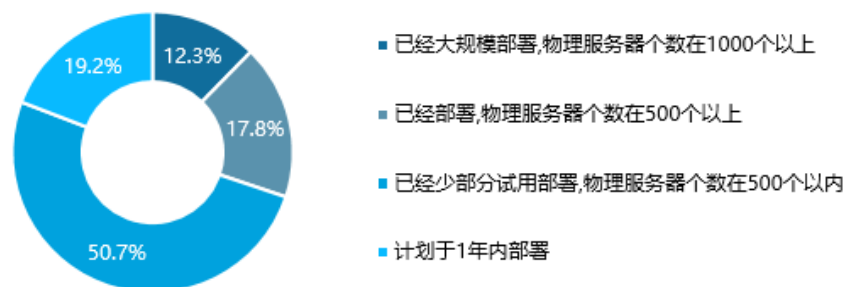 12.3%
17.8%
50.7%
19.2%
已经大规模部署,物理服务器个数在1000个以上
已经部署,物理服务器个数在500个以上
已经少部分试用部署,物理服务器个数在500个以内
计划于1年内部署